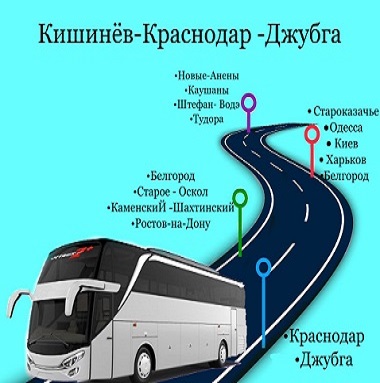 Кишинёв-Краснодар -Джубга
•Новые-Анены
•Каушаны
•Штефан- Водэ
•Тудора
• Староказачье
•Одесса
• Киев
• Харьков
•Белгород
•Белгород
•Старое - Оскол
•КаменскиЙ -Шахтинский
•Ростов-на-Дону
•Краснодар
•Джубга